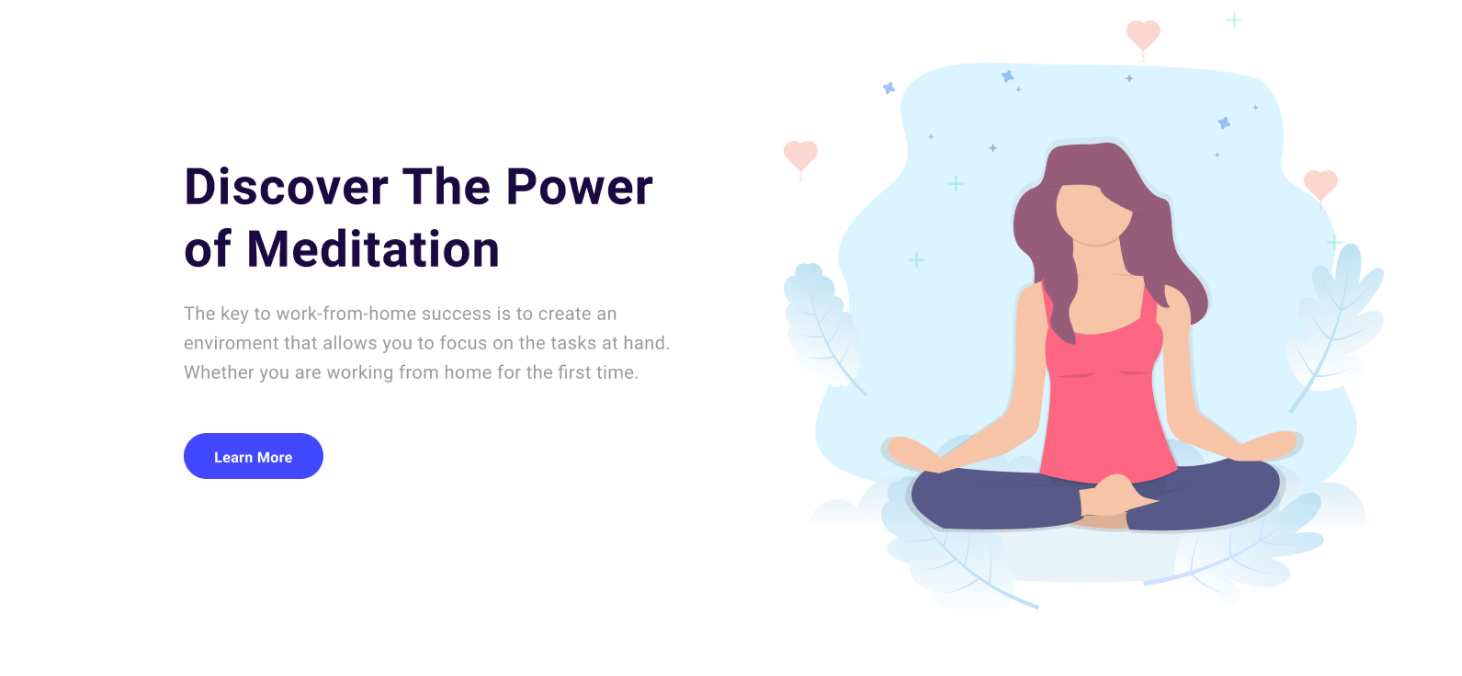 Discover The Power
of Meditation
The key to work-from-home success is to create an
enviroment that allows you to focus on the tasks at hand.
Whether you are working from home for the first time.
Learn More